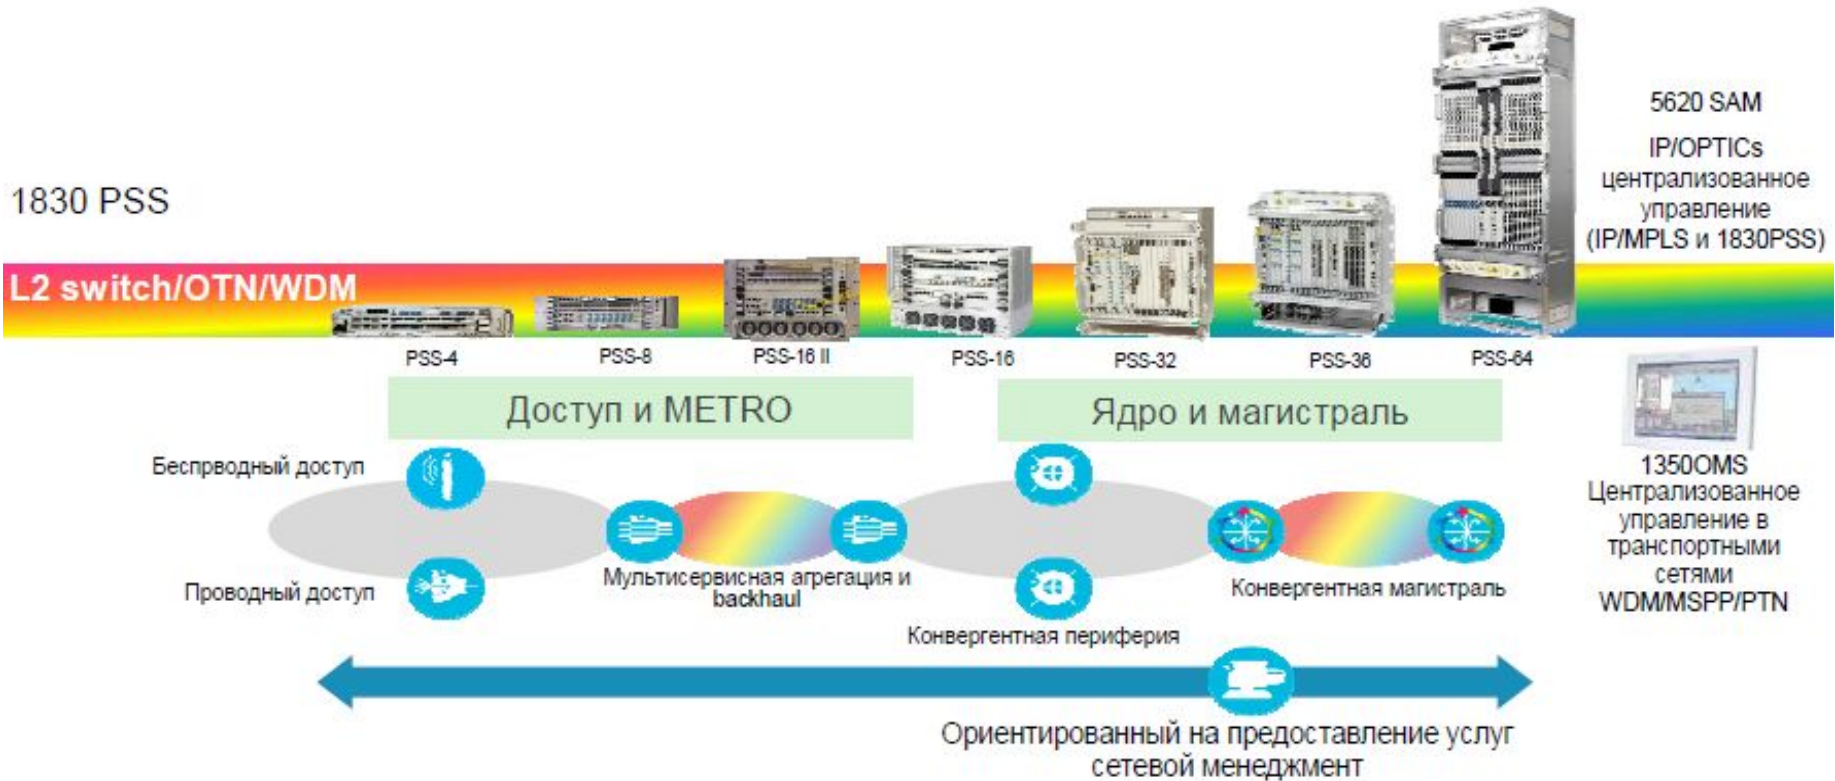 5620 SAM
IP/OPTICs
централизованное
управление
(IP/MPLS и 1830PSS)
1830 PSS
L2 switch/OTN/WDM
PSS-4
PSS-8
PSS-16 II
PSS-16
PSS-32
PSS-36
PSS-64
Доступ и METRO
Ядро и магистраль
Беспрводный доступ
Проводный доступ
Мультисервисная агрегация и
backhaul
Конвергентная периферия
Конвергентная магистраль
1350OMS
Централизованное
управление в
транспортными
сетями
WDM/MSPP/PTN
Ориентированный на предоставление услуг
сетевой менеджмент